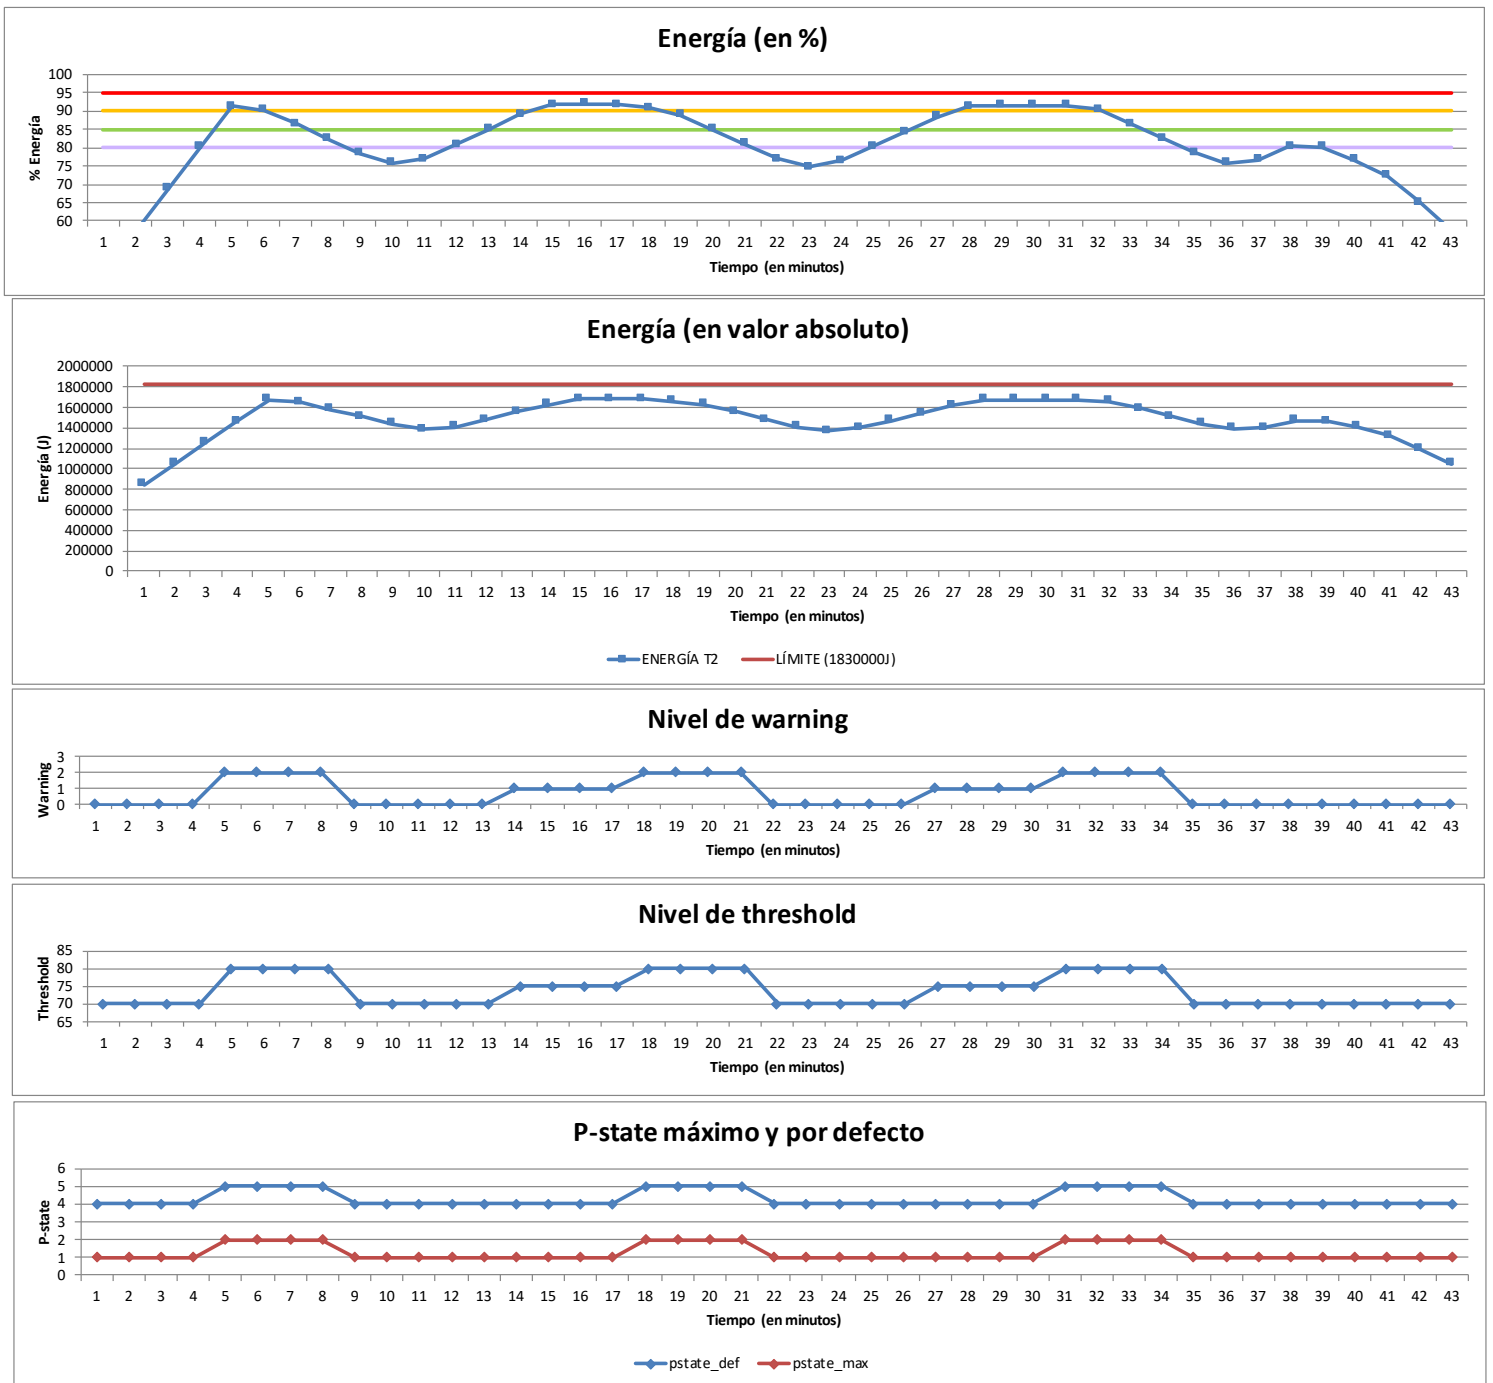 Energía (en %)
% Energía
100
95
90
85
80
75
70
65
60
1 2 3 4 5 6 7 8 9 10 11 12 13 14 15 16 17 18 19 20 21 22 23 24 25 26 27 28 29 30 31 32 33 34 35 36 37 38 39 40 41 42 43
Tiempo (en minutos)
Energía (en valor absoluto)
Energía (J)
2000000
1800000
1600000
1400000
1200000
1000000
800000
600000
400000
200000
0
1 2 3 4 5 6 7 8 9 10 11 12 13 14 15 16 17 18 19 20 21 22 23 24 25 26 27 28 29 30 31 32 33 34 35 36 37 38 39 40 41 42 43
Tiempo (en minutos)
ENERGÍA T2 LÍMITE (1830000J)
Nivel de warning
Warning
3
2
1
0
1 2 3 4 5 6 7 8 9 10 11 12 13 14 15 16 17 18 19 20 21 22 23 24 25 26 27 28 29 30 31 32 33 34 35 36 37 38 39 40 41 42 43
Tiempo (en minutos)
Nivel de threshold
Threshold
85
80
75
70
65
1 2 3 4 5 6 7 8 9 10 11 12 13 14 15 16 17 18 19 20 21 22 23 24 25 26 27 28 29 30 31 32 33 34 35 36 37 38 39 40 41 42 43
Tiempo (en minutos)
P-state máximo y por defecto
P-state
6
5
4
3
2
1
0
1 2 3 4 5 6 7 8 9 10 11 12 13 14 15 16 17 18 19 20 21 22 23 24 25 26 27 28 29 30 31 32 33 34 35 36 37 38 39 40 41 42 43
Tiempo (en minutos)
pstate_def pstate_max